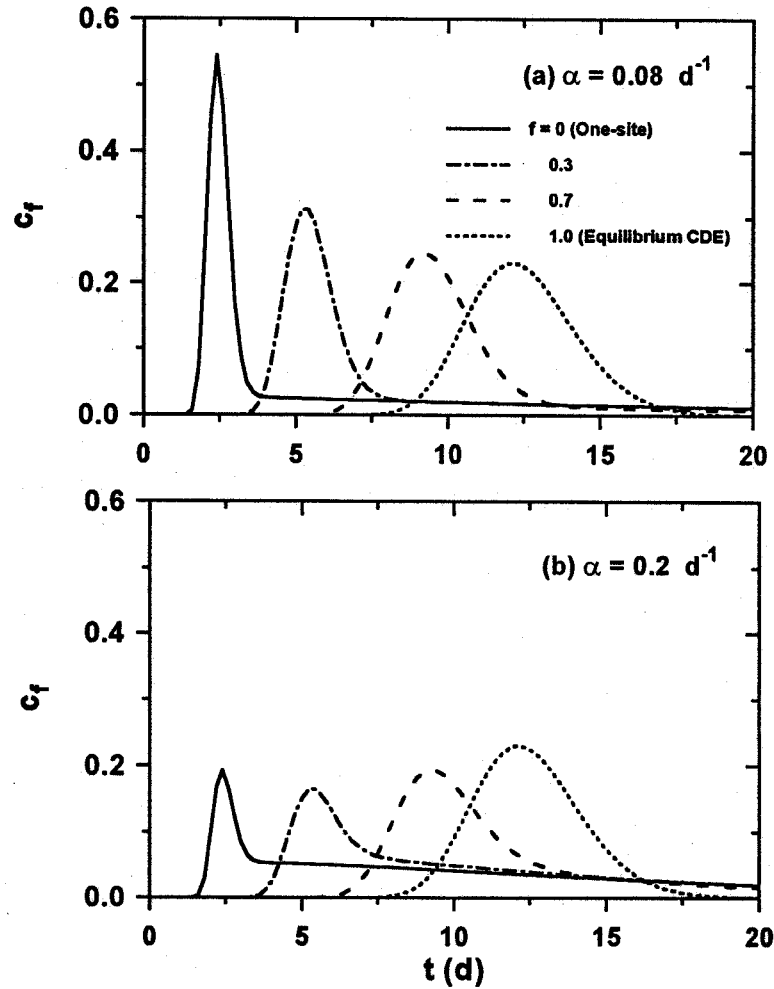 0.6
(a) α = 0.08 d⁻¹
f = 0 (One-site)
0.4
0.3
0.7
c_f
1.0 (Equilibrium CDE)
0.2
0.0
0 5 10 15 20
0.6
(b) α = 0.2 d⁻¹
0.4
c_f
0.2
0.0
0 5 10 15 20
t (d)